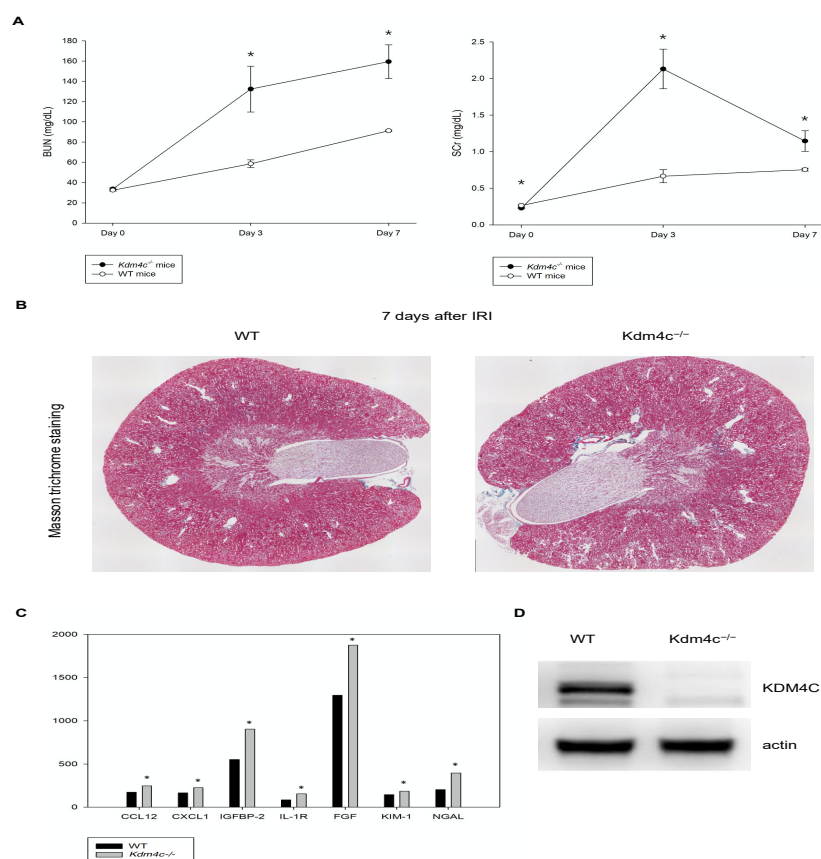 A
BUN (mg/dL)
180
160
140
120
100
80
60
40
20
0
*
*
Day 0
Day 3
Day 7
Kdm4c-/- mice
WT mice
SCr (mg/dL)
2.5
2.0
1.5
1.0
0.5
0.0
*
*
*
Day 0
Day 3
Day 7
Kdm4c-/- mice
WT mice
B
7 days after IRI
WT
Kdm4c−/−
Masson trichrome staining
C
2000
1500
1000
500
0
* * * * * * *
CCL12 CXCL1 IGFBP-2 IL-1R FGF KIM-1 NGAL
WT
Kdm4c-/-
D
WT Kdm4c−/−
KDM4C
actin